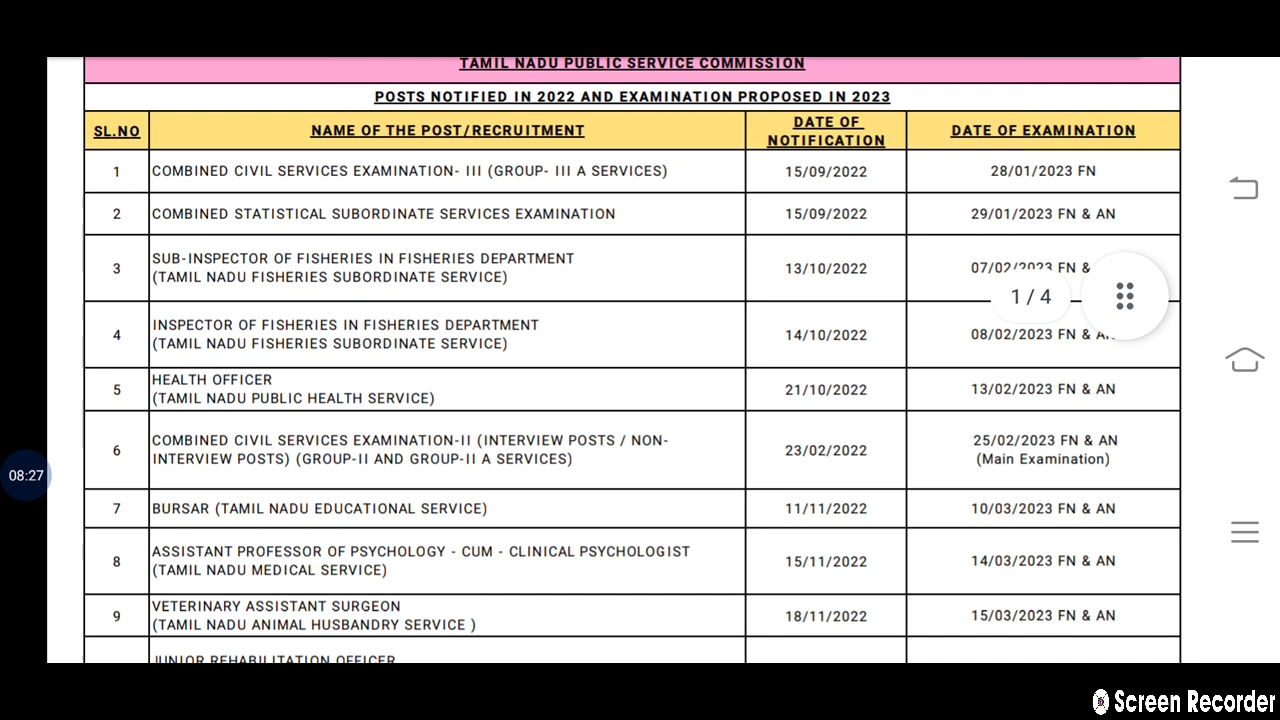 TAMIL NADU PUBLIC SERVICE COMMISSION
POSTS NOTIFIED IN 2022 AND EXAMINATION PROPOSED IN 2023
SL.NO NAME OF THE POST/RECRUITMENT DATE OF NOTIFICATION DATE OF EXAMINATION
1 COMBINED CIVIL SERVICES EXAMINATION- III (GROUP- III A SERVICES) 15/09/2022 28/01/2023 FN
2 COMBINED STATISTICAL SUBORDINATE SERVICES EXAMINATION 15/09/2022 29/01/2023 FN & AN
3 SUB-INSPECTOR OF FISHERIES IN FISHERIES DEPARTMENT
(TAMIL NADU FISHERIES SUBORDINATE SERVICE) 13/10/2022 07/02/2023 FN &
1 / 4
4 INSPECTOR OF FISHERIES IN FISHERIES DEPARTMENT
(TAMIL NADU FISHERIES SUBORDINATE SERVICE) 14/10/2022 08/02/2023 FN & AN
5 HEALTH OFFICER
(TAMIL NADU PUBLIC HEALTH SERVICE) 21/10/2022 13/02/2023 FN & AN
6 COMBINED CIVIL SERVICES EXAMINATION-II (INTERVIEW POSTS / NON-
INTERVIEW POSTS) (GROUP-II AND GROUP-II A SERVICES) 23/02/2022 25/02/2023 FN & AN
(Main Examination)
08:27
7 BURSAR (TAMIL NADU EDUCATIONAL SERVICE) 11/11/2022 10/03/2023 FN & AN
8 ASSISTANT PROFESSOR OF PSYCHOLOGY - CUM - CLINICAL PSYCHOLOGIST
(TAMIL NADU MEDICAL SERVICE) 15/11/2022 14/03/2023 FN & AN
9 VETERINARY ASSISTANT SURGEON
(TAMIL NADU ANIMAL HUSBANDRY SERVICE ) 18/11/2022 15/03/2023 FN & AN
JUNIOR REHABILITATION OFFICER
Screen Recorder